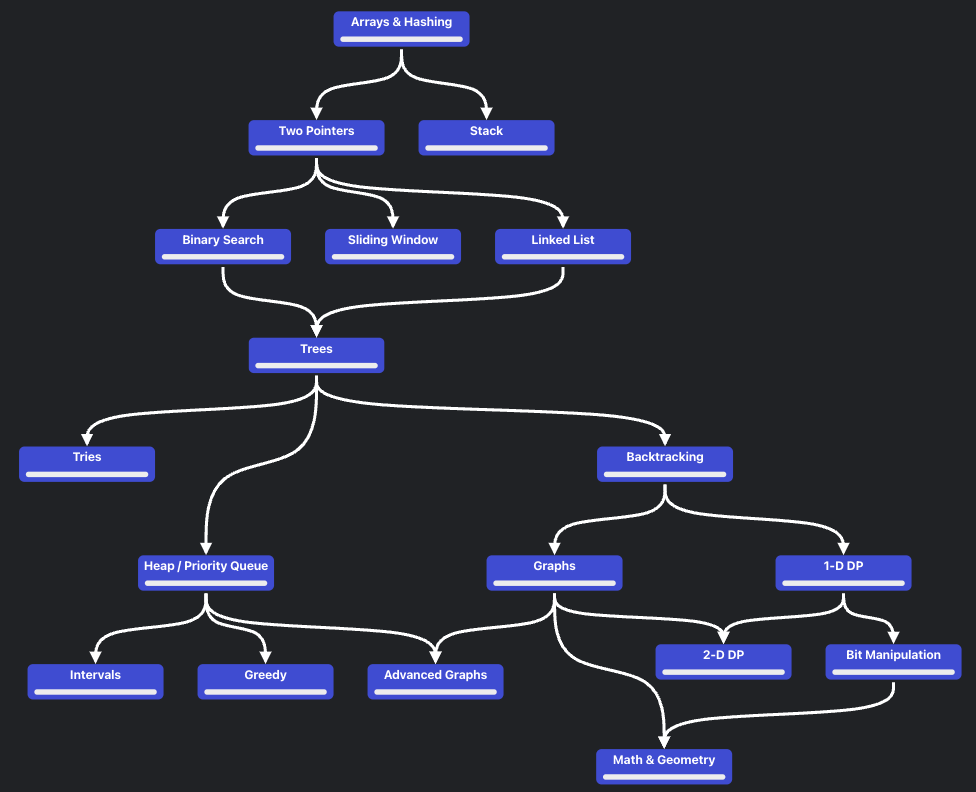 Arrays & Hashing
Two Pointers
Stack
Binary Search
Sliding Window
Linked List
Trees
Tries
Backtracking
Heap / Priority Queue
Graphs
1-D DP
2-D DP
Bit Manipulation
Intervals
Greedy
Advanced Graphs
Math & Geometry